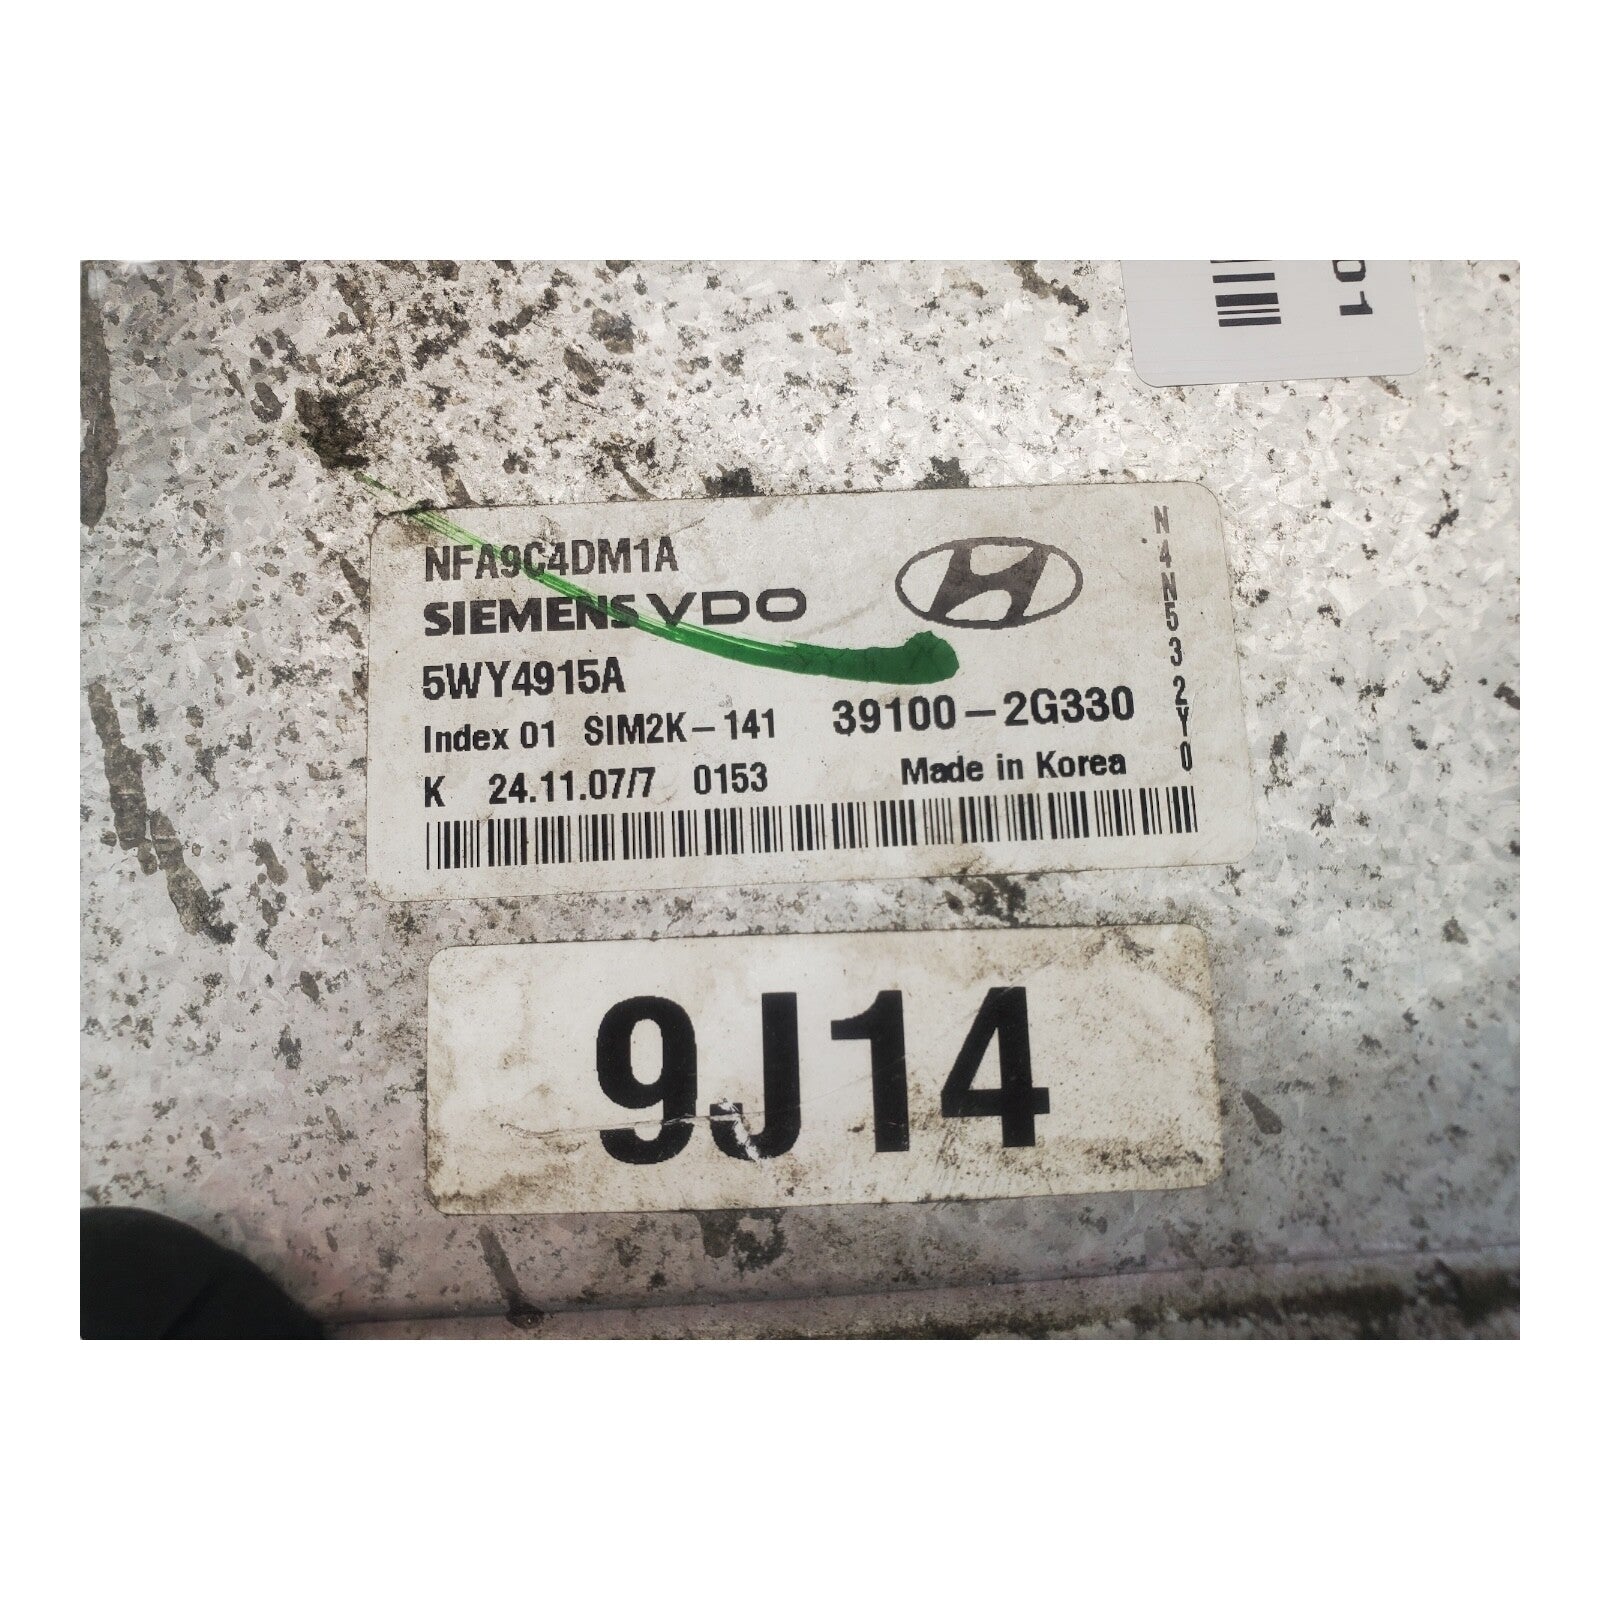 01
NFA9C4DM1A
SIEMENS VDO
5WY4915A
Index 01 SIM2K-141 39100-2G330
K 24.11.07/7 0153 Made in Korea
N4N532Y0
9J14